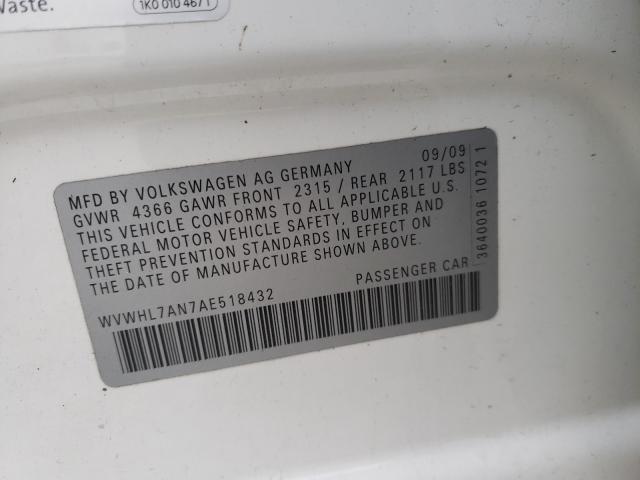 Waste.
1K0 010 467 T
MFD BY VOLKSWAGEN AG GERMANY 09/09
GVWR 4366 GAWR FRONT 2315 / REAR 2117 LBS
THIS VEHICLE CONFORMS TO ALL APPLICABLE U.S.
FEDERAL MOTOR VEHICLE SAFETY, BUMPER AND
THEFT PREVENTION STANDARDS IN EFFECT ON
THE DATE OF MANUFACTURE SHOWN ABOVE.
WVWHL7AN7AE518432 PASSENGER CAR
3640036 1072 1